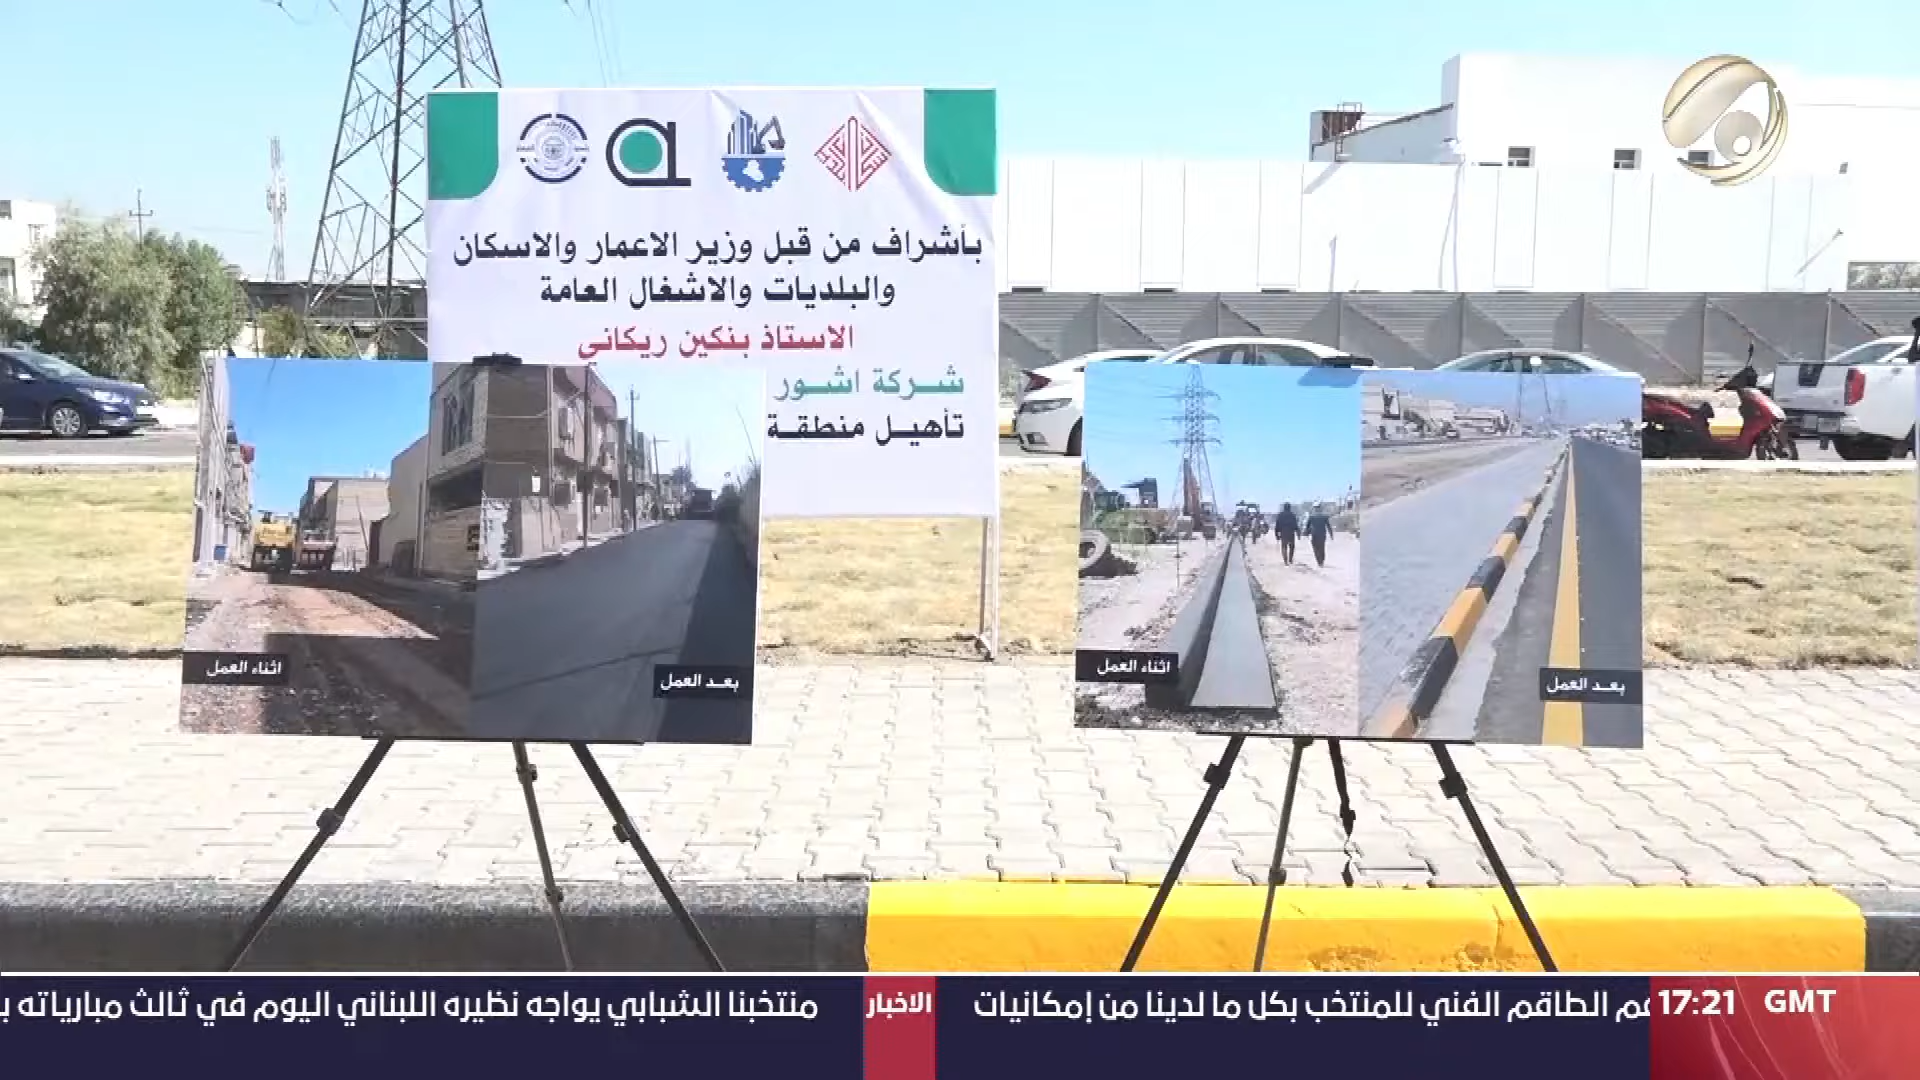 بأشراف من قبل وزير الاعمار والاسكان
والبلديات والاشغال العامة
الاستاذ بنكين ريكاني
شركة اشور
تأهيل منطقة
اثناء العمل
بعد العمل
اثناء العمل
بعد العمل
17:21 GMT
عم الطاقم الفني للمنتخب بكل ما لدينا من إمكانيات
الاخبار
منتخبنا الشبابي يواجه نظيره اللبناني اليوم في ثالث مبارياته ب